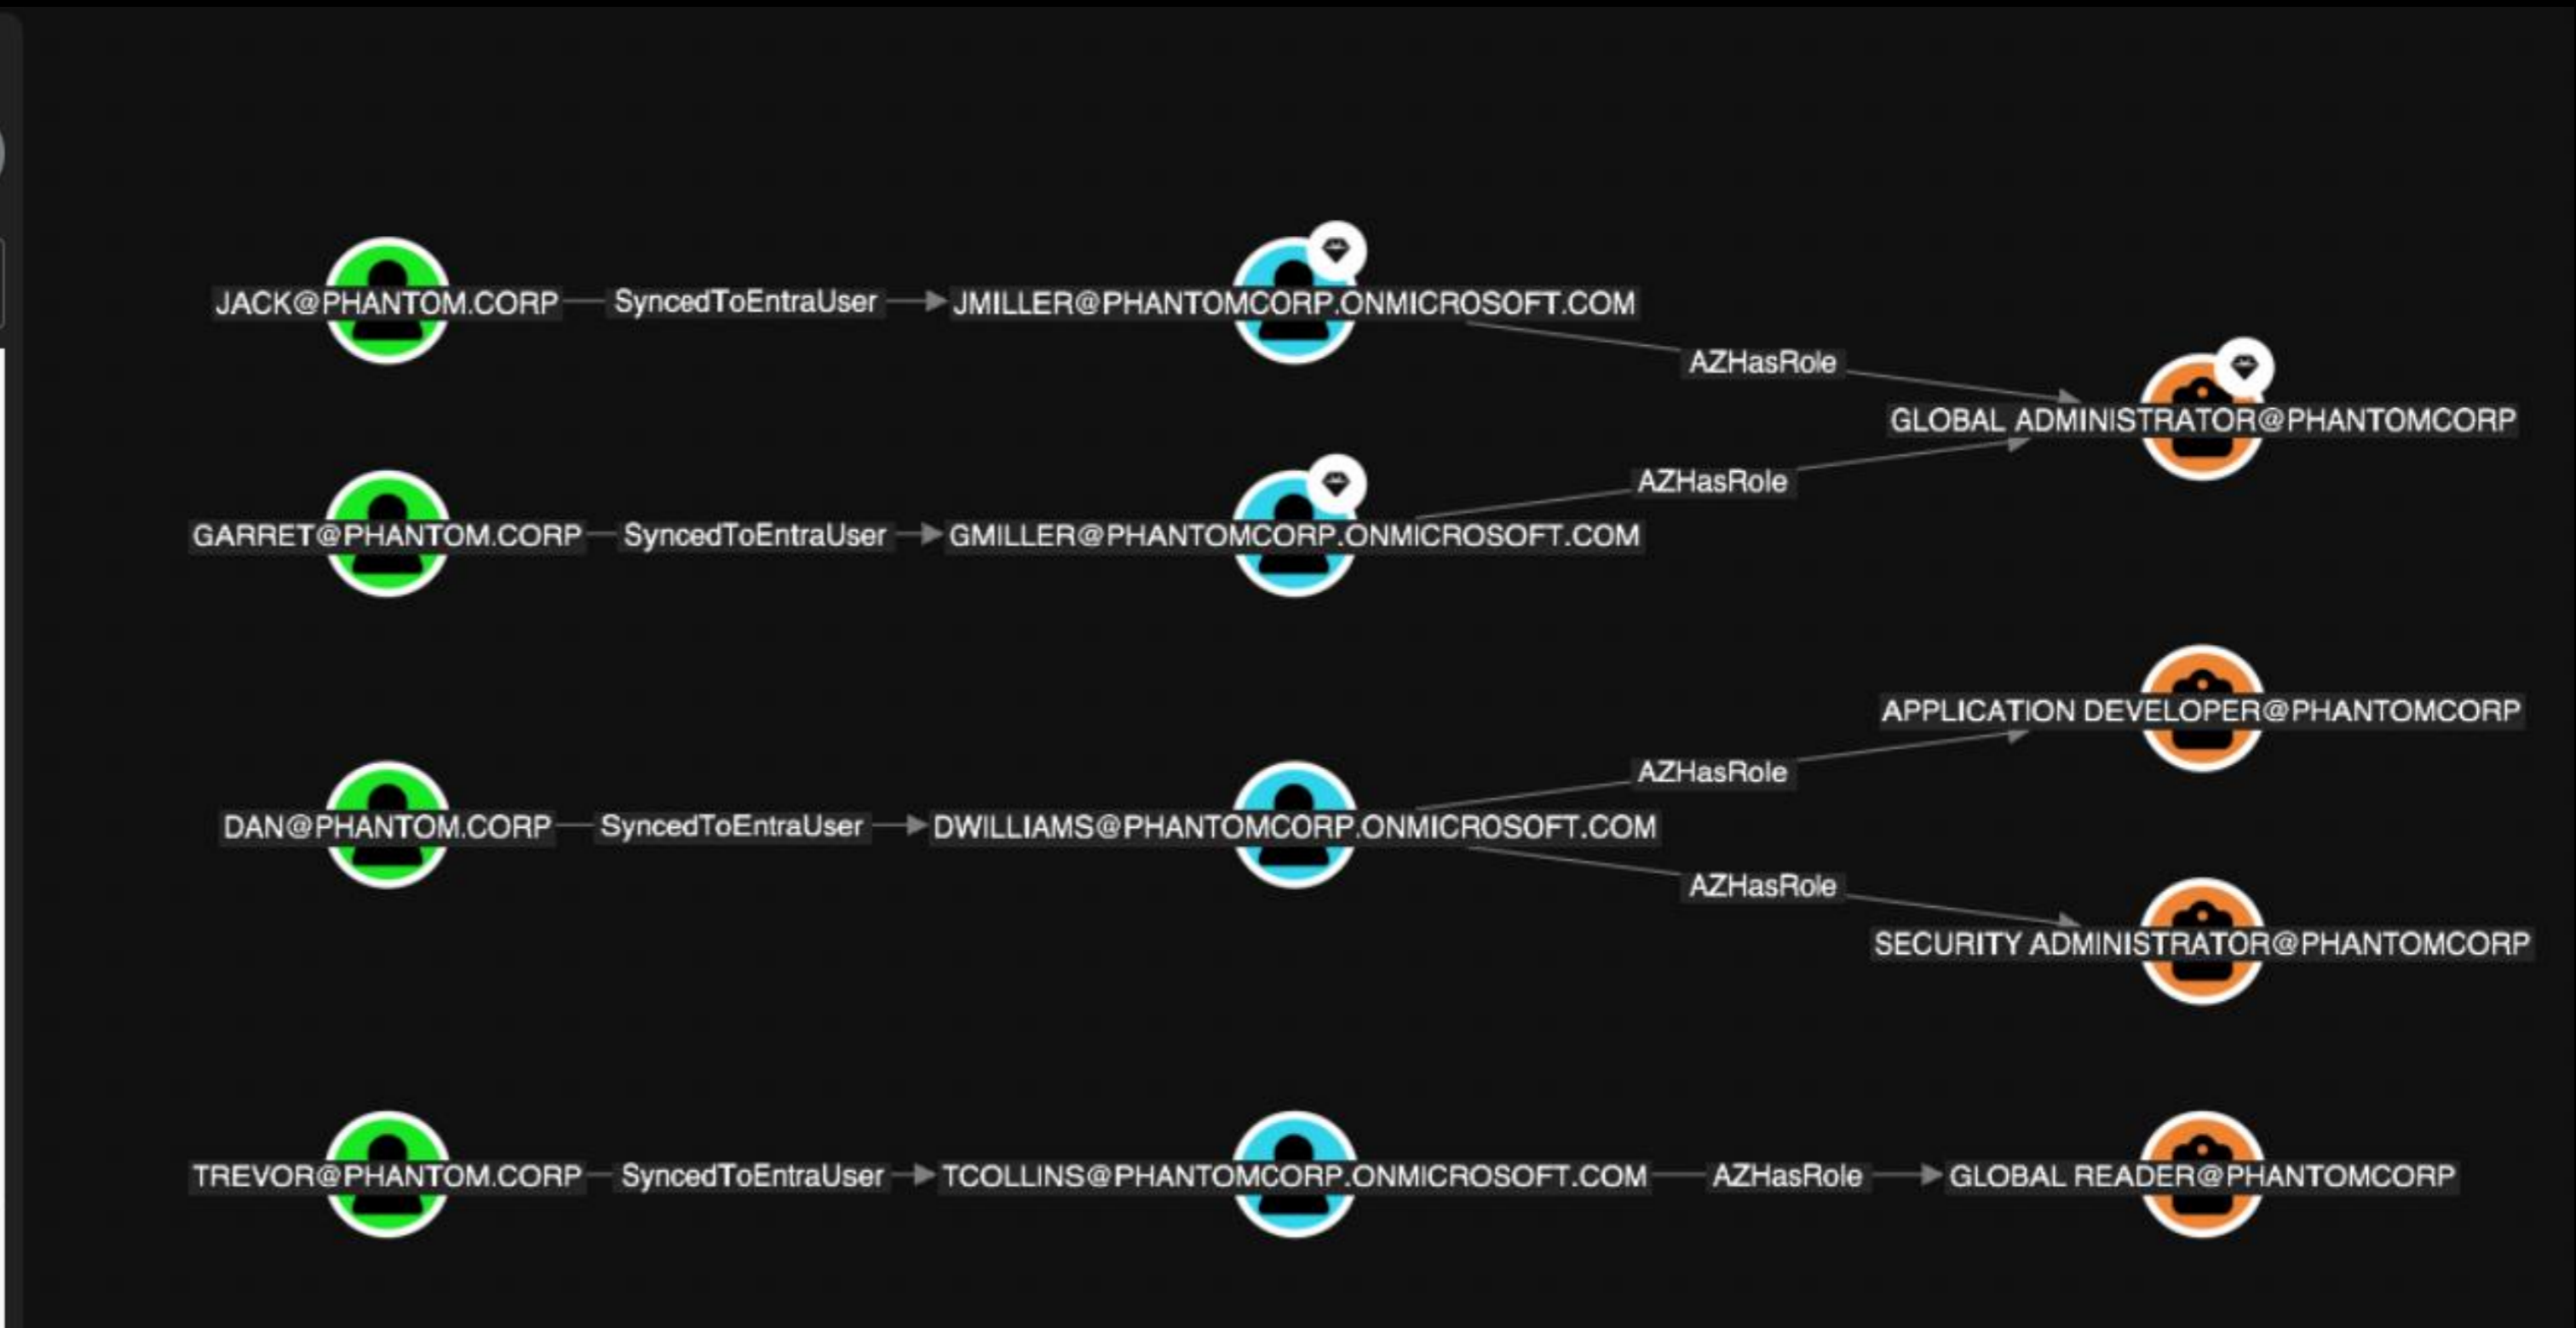 JACK@PHANTOM.CORP SyncedToEntraUser JMILLER@PHANTOMCORP.ONMICROSOFT.COM
AZHasRole
GLOBAL ADMINISTRATOR@PHANTOMCORP
AZHasRole
GARRET@PHANTOM.CORP SyncedToEntraUser GMILLER@PHANTOMCORP.ONMICROSOFT.COM
APPLICATION DEVELOPER@PHANTOMCORP
AZHasRole
DAN@PHANTOM.CORP SyncedToEntraUser DWILLIAMS@PHANTOMCORP.ONMICROSOFT.COM
AZHasRole
SECURITY ADMINISTRATOR@PHANTOMCORP
TREVOR@PHANTOM.CORP SyncedToEntraUser TCOLLINS@PHANTOMCORP.ONMICROSOFT.COM AZHasRole GLOBAL READER@PHANTOMCORP